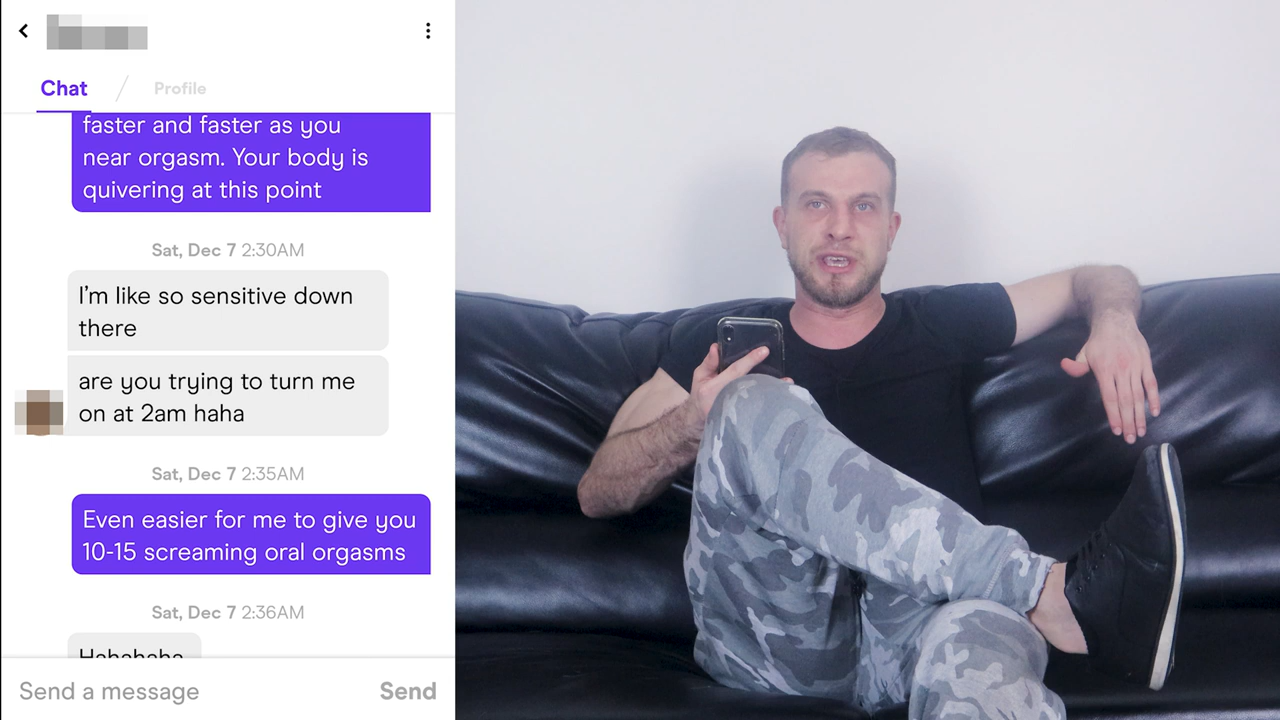 Chat / Profile
faster and faster as you
near orgasm. Your body is
quivering at this point
Sat, Dec 7 2:30AM
I'm like so sensitive down
there
are you trying to turn me
on at 2am haha
Sat, Dec 7 2:35AM
Even easier for me to give you
10-15 screaming oral orgasms
Sat, Dec 7 2:36AM
Hahahaha
Send a message Send